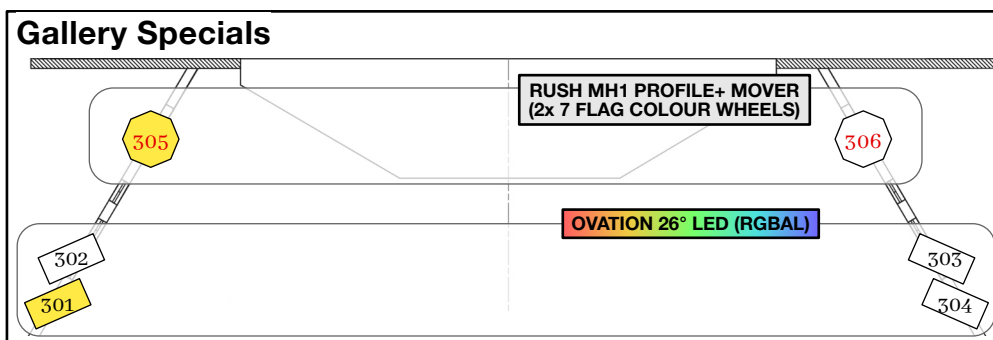 Gallery Specials
RUSH MH1 PROFILE+ MOVER
(2x 7 FLAG COLOUR WHEELS)
305
306
OVATION 26° LED (RGBAL)
302
303
301
304